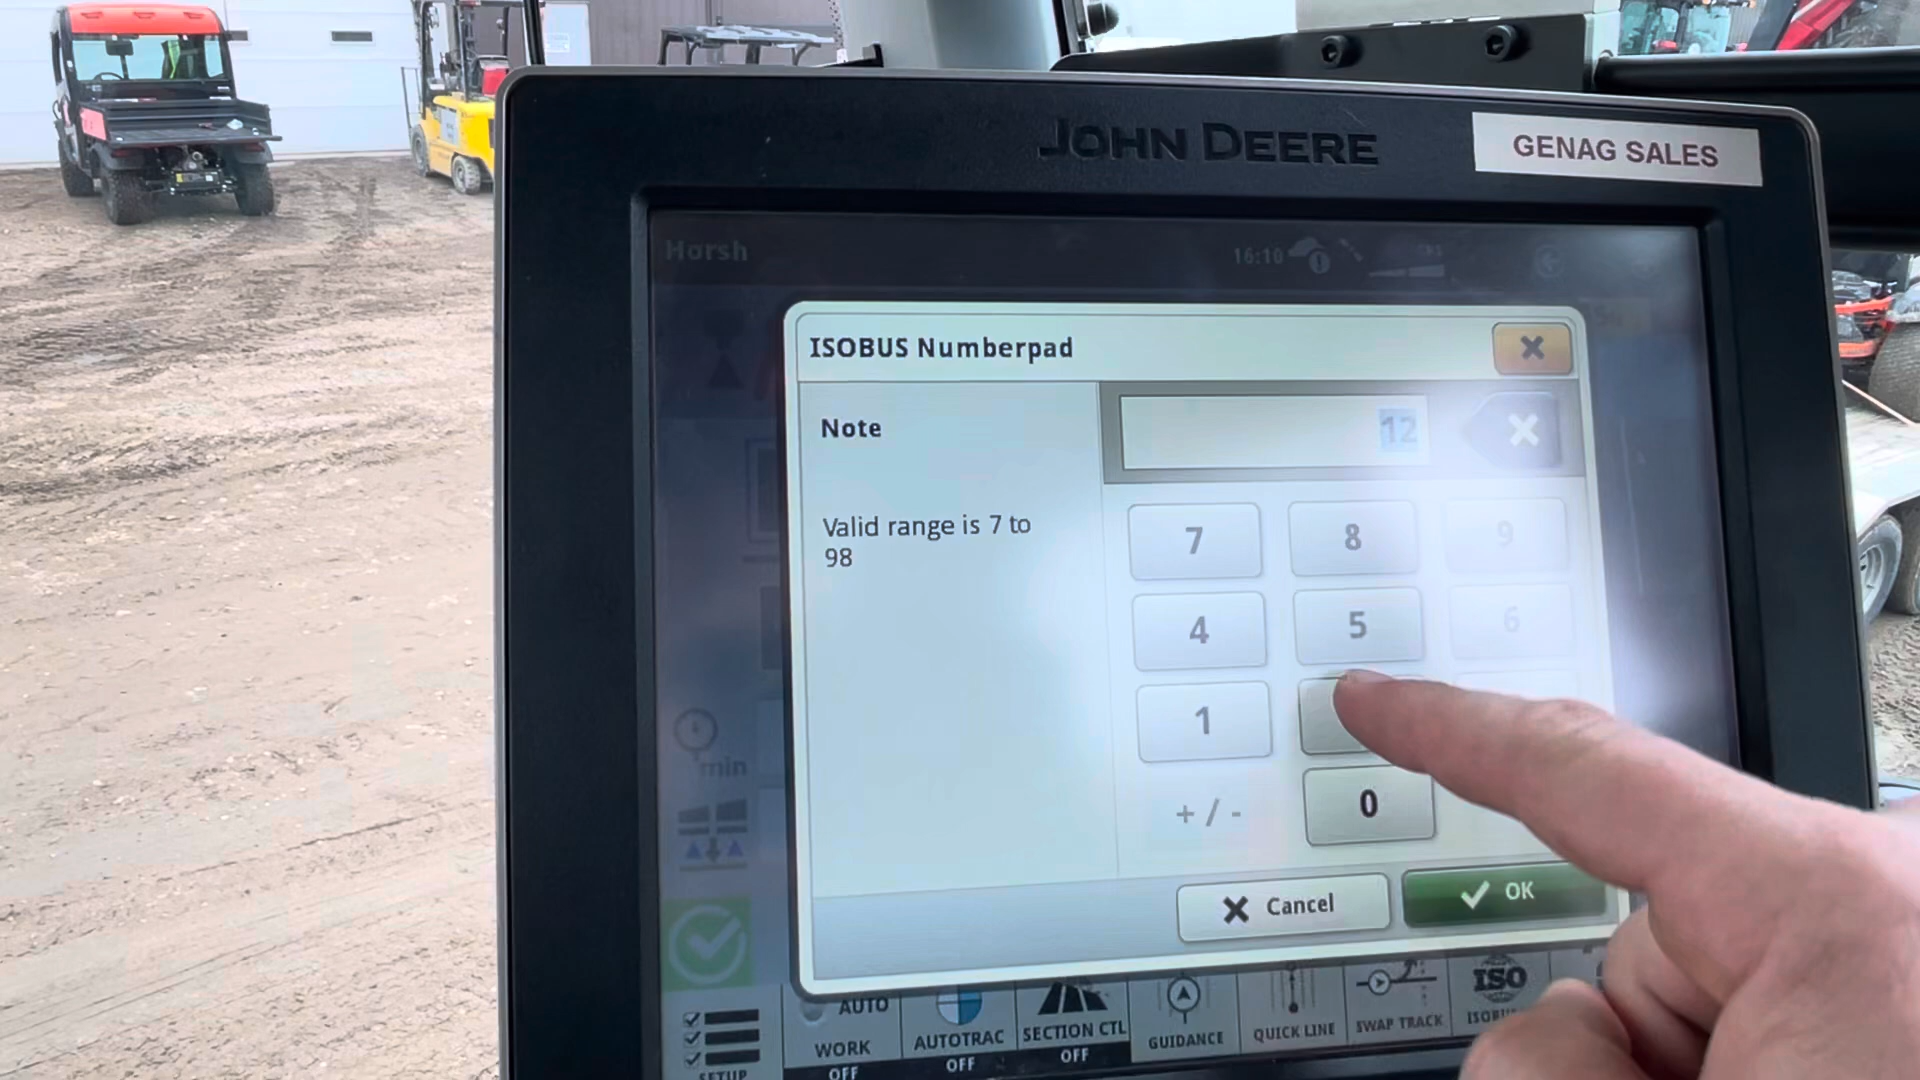 JOHN DEERE
GENAG SALES
Horsh
16:10
ISOBUS Numberpad
Note
12
Valid range is 7 to
98
7
8
9
4
5
6
1
+ / -
0
Cancel
OK
min
AUTO
WORK
OFF
AUTOTRAC
OFF
SECTION CTL
OFF
GUIDANCE
QUICK LINE
SWAP TRACK
ISO
SETUP